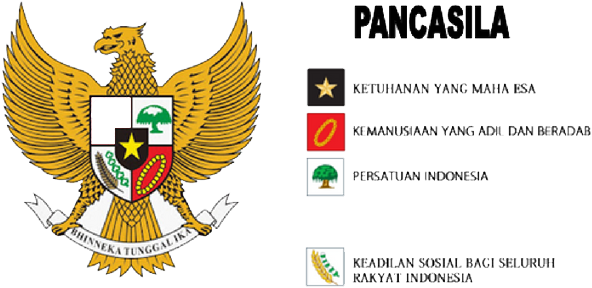 PANCASILA
KETUHANAN YANG MAHA ESA
KEMANUSIAAN YANG ADIL DAN BERADAB
PERSATUAN INDONESIA
BHINNEKA TUNGGAL IKA
KEADILAN SOSIAL BAGI SELURUH
RAKYAT INDONESIA